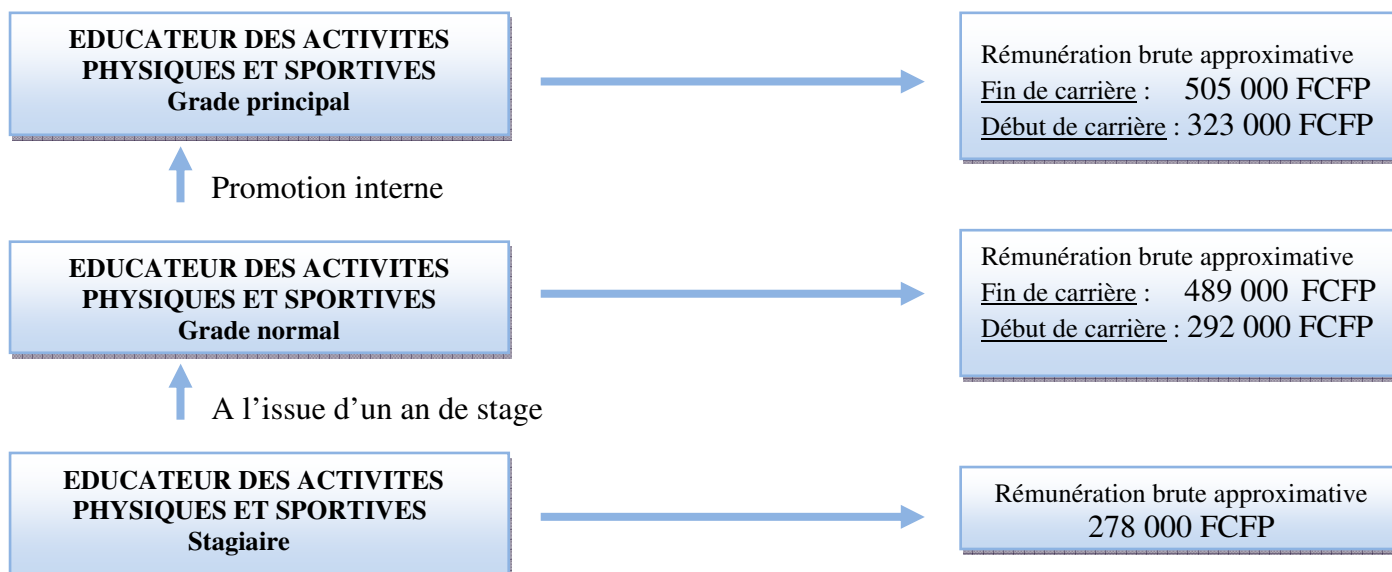 EDUCATEUR DES ACTIVITES
PHYSIQUES ET SPORTIVES
Grade principal
Rémunération brute approximative
Fin de carrière : 505 000 FCFP
Début de carrière : 323 000 FCFP
Promotion interne
EDUCATEUR DES ACTIVITES
PHYSIQUES ET SPORTIVES
Grade normal
Rémunération brute approximative
Fin de carrière : 489 000 FCFP
Début de carrière : 292 000 FCFP
A l'issue d'un an de stage
EDUCATEUR DES ACTIVITES
PHYSIQUES ET SPORTIVES
Stagiaire
Rémunération brute approximative
278 000 FCFP